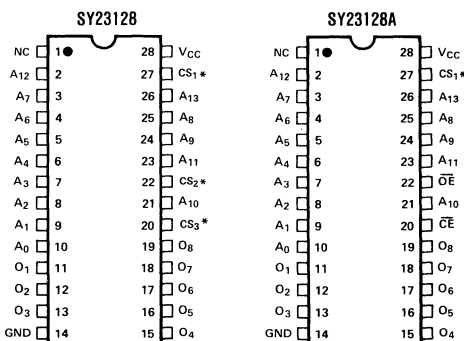 SY23128 SY23128A
NC 1 28 VCC NC 1 28 VCC
A12 2 27 CS1* A12 2 27 CS1*
A7 3 26 A13 A7 3 26 A13
A6 4 25 A8 A6 4 25 A8
A5 5 24 A9 A5 5 24 A9
A4 6 23 A11 A4 6 23 A11
A3 7 22 CS2* A3 7 22 O̅E̅
A2 8 21 A10 A2 8 21 A10
A1 9 20 CS3* A1 9 20 C̅E̅
A0 10 19 O8 A0 10 19 O8
O1 11 18 O7 O1 11 18 O7
O2 12 17 O6 O2 12 17 O6
O3 13 16 O5 O3 13 16 O5
GND 14 15 O4 GND 14 15 O4